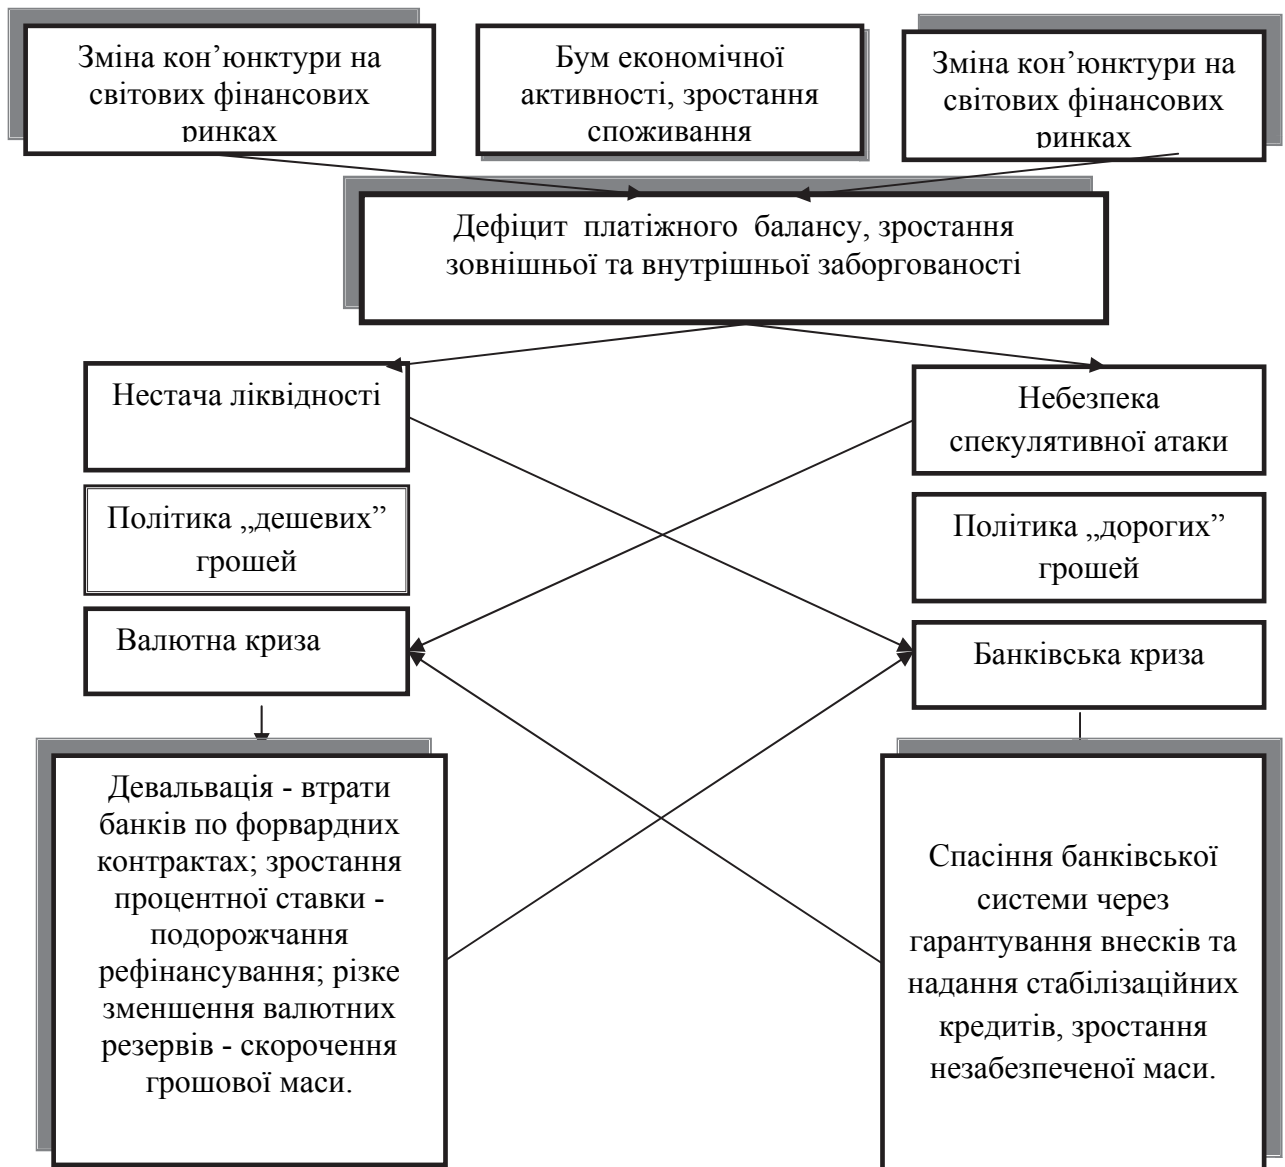 Зміна кон’юнктури на
світових фінансових
ринках
Бум економічної
активності, зростання
споживання
Зміна кон’юнктури на
світових фінансових
ринках
Дефіцит платіжного балансу, зростання
зовнішньої та внутрішньої заборгованості
Нестача ліквідності
Небезпека
спекулятивної атаки
Політика „дешевих”
грошей
Політика „дорогих”
грошей
Валютна криза
Банківська криза
Девальвація - втрати
банків по форвардних
контрактах; зростання
процентної ставки -
подорожчання
рефінансування; різке
зменшення валютних
резервів - скорочення
грошової маси.
Спасіння банківської
системи через
гарантування внесків та
надання стабілізаційних
кредитів, зростання
незабезпеченої маси.